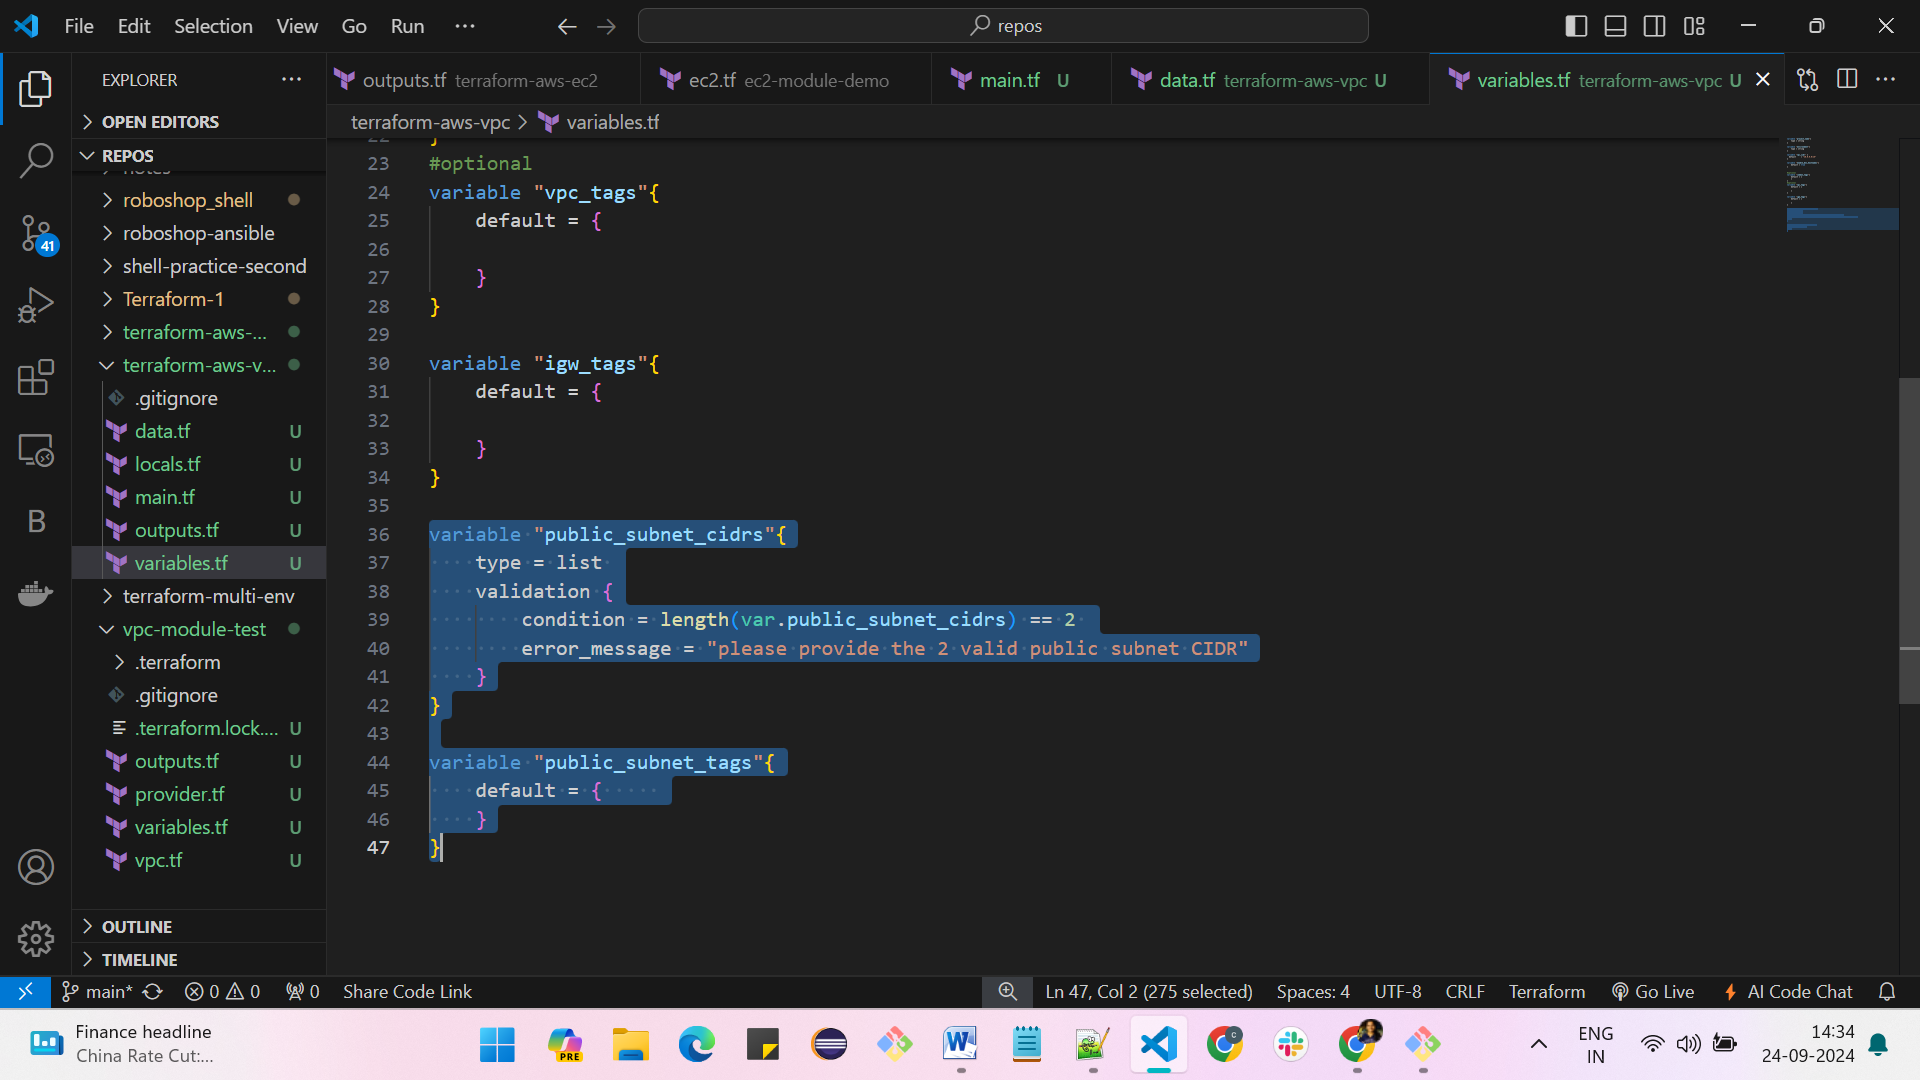 File Edit Selection View Go Run ···
repos
EXPLORER ···
OPEN EDITORS
REPOS
notes
roboshop_shell
roboshop-ansible
shell-practice-second
Terraform-1
terraform-aws-...
terraform-aws-v...
.gitignore
data.tf U
locals.tf U
main.tf U
outputs.tf U
variables.tf U
terraform-multi-env
vpc-module-test
.terraform
.gitignore
.terraform.lock.... U
outputs.tf U
provider.tf U
variables.tf U
vpc.tf U
OUTLINE
TIMELINE
41
B
outputs.tf terraform-aws-ec2
ec2.tf ec2-module-demo
main.tf U
data.tf terraform-aws-vpc U
variables.tf terraform-aws-vpc U
terraform-aws-vpc > variables.tf
22 }
23 #optional
24 variable "vpc_tags"{
25 default = {
26
27 }
28 }
29
30 variable "igw_tags"{
31 default = {
32
33 }
34 }
35
36 variable "public_subnet_cidrs"{
37 type = list
38 validation {
39 condition = length(var.public_subnet_cidrs) == 2
40 error_message = "please provide the 2 valid public subnet CIDR"
41 }
42 }
43
44 variable "public_subnet_tags"{
45 default = {
46 }
47 }
main* 0 0 0 Share Code Link Ln 47, Col 2 (275 selected) Spaces: 4 UTF-8 CRLF Terraform Go Live AI Code Chat
Finance headline
China Rate Cut:...
PRE
ENG
IN
14:34
24-09-2024